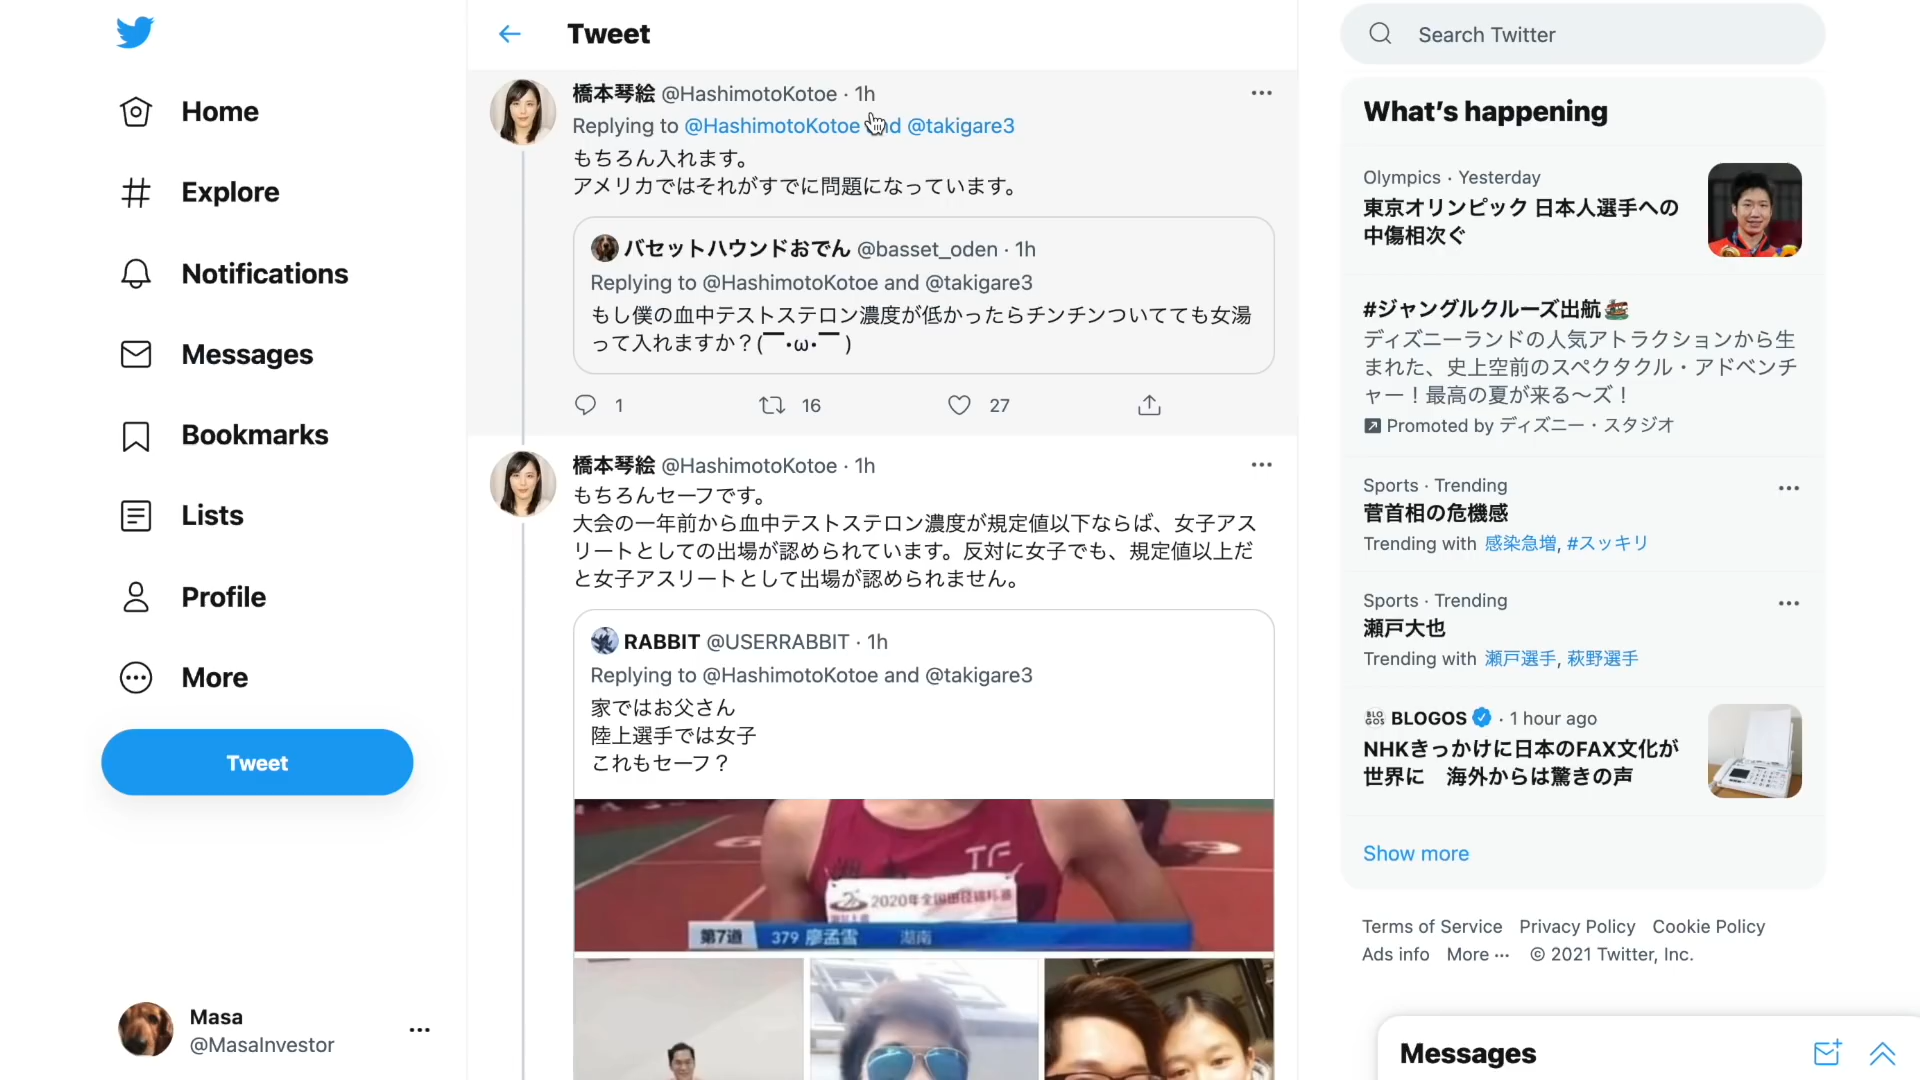 Home
Explore
Notifications
Messages
Bookmarks
Lists
Profile
More
Tweet
Masa
@MasaInvestor
Tweet
橋本琴絵 @HashimotoKotoe · 1h
Replying to @HashimotoKotoe and @takigare3
もちろん入れます。
アメリカではそれがすでに問題になっています。
バセットハウンドおでん @basset_oden · 1h
Replying to @HashimotoKotoe and @takigare3
もし僕の血中テストステロン濃度が低かったらチンチンついてても女湯
って入れますか？(￣・ω・￣ )
1 16 27
橋本琴絵 @HashimotoKotoe · 1h
もちろんセーフです。
大会の一年前から血中テストステロン濃度が規定値以下ならば、女子アス
リートとしての出場が認められています。反対に女子でも、規定値以上だ
と女子アスリートとして出場が認められません。
RABBIT @USERRABBIT · 1h
Replying to @HashimotoKotoe and @takigare3
家ではお父さん
陸上選手では女子
これもセーフ？
TF
2020年全国田径锦标赛
第7道 379 廖孟雪 湖南
Search Twitter
What's happening
Olympics · Yesterday
東京オリンピック 日本人選手への
中傷相次ぐ
#ジャングルクルーズ出航
ディズニーランドの人気アトラクションから生
まれた、史上空前のスペクタクル・アドベンチ
ャー！最高の夏が来る〜ズ！
Promoted by ディズニー・スタジオ
Sports · Trending
菅首相の危機感
Trending with 感染急増, #スッキリ
Sports · Trending
瀬戸大也
Trending with 瀬戸選手, 萩野選手
BLOGOS · 1 hour ago
NHKきっかけに日本のFAX文化が
世界に　海外からは驚きの声
Show more
Terms of Service Privacy Policy Cookie Policy
Ads info More ··· © 2021 Twitter, Inc.
Messages